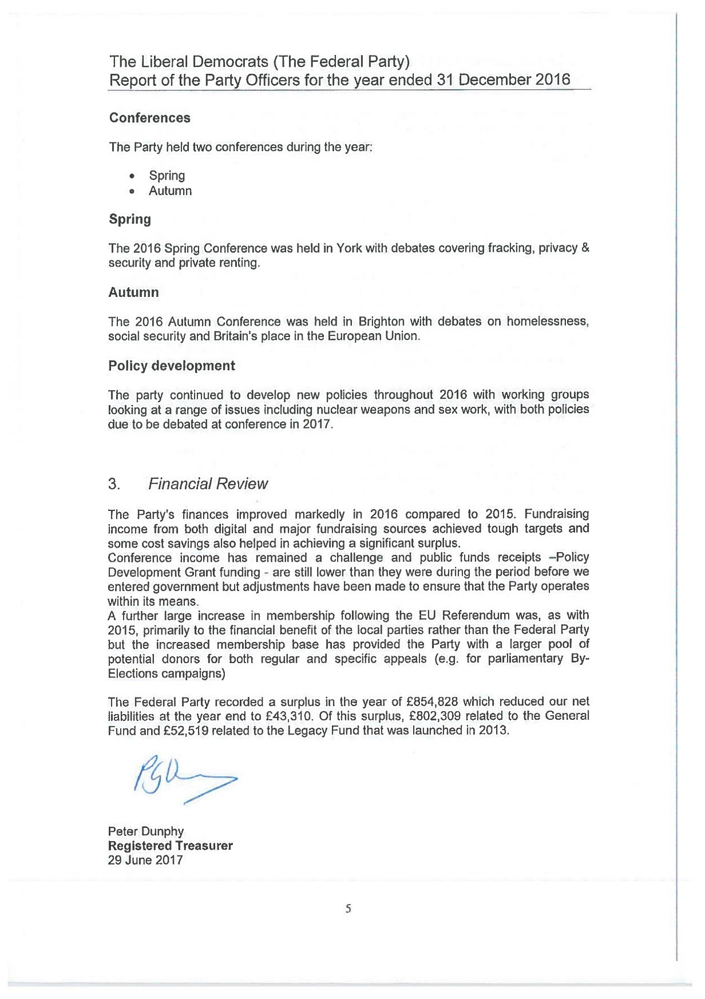 The Liberal Democrats (The Federal Party)
Report of the Party Officers for the year ended 31 December 2016
Conferences
The Party held two conferences during the year:
• Spring
• Autumn
Spring
The 2016 Spring Conference was held in York with debates covering fracking, privacy &
security and private renting.
Autumn
The 2016 Autumn Conference was held in Brighton with debates on homelessness,
social security and Britain's place in the European Union.
Policy development
The party continued to develop new policies throughout 2016 with working groups
looking at a range of issues including nuclear weapons and sex work, with both policies
due to be debated at conference in 2017.
3. Financial Review
The Party's finances improved markedly in 2016 compared to 2015. Fundraising
income from both digital and major fundraising sources achieved tough targets and
some cost savings also helped in achieving a significant surplus.
Conference income has remained a challenge and public funds receipts –Policy
Development Grant funding - are still lower than they were during the period before we
entered government but adjustments have been made to ensure that the Party operates
within its means.
A further large increase in membership following the EU Referendum was, as with
2015, primarily to the financial benefit of the local parties rather than the Federal Party
but the increased membership base has provided the Party with a larger pool of
potential donors for both regular and specific appeals (e.g. for parliamentary By-
Elections campaigns)
The Federal Party recorded a surplus in the year of £854,828 which reduced our net
liabilities at the year end to £43,310. Of this surplus, £802,309 related to the General
Fund and £52,519 related to the Legacy Fund that was launched in 2013.
Peter Dunphy
Registered Treasurer
29 June 2017
5